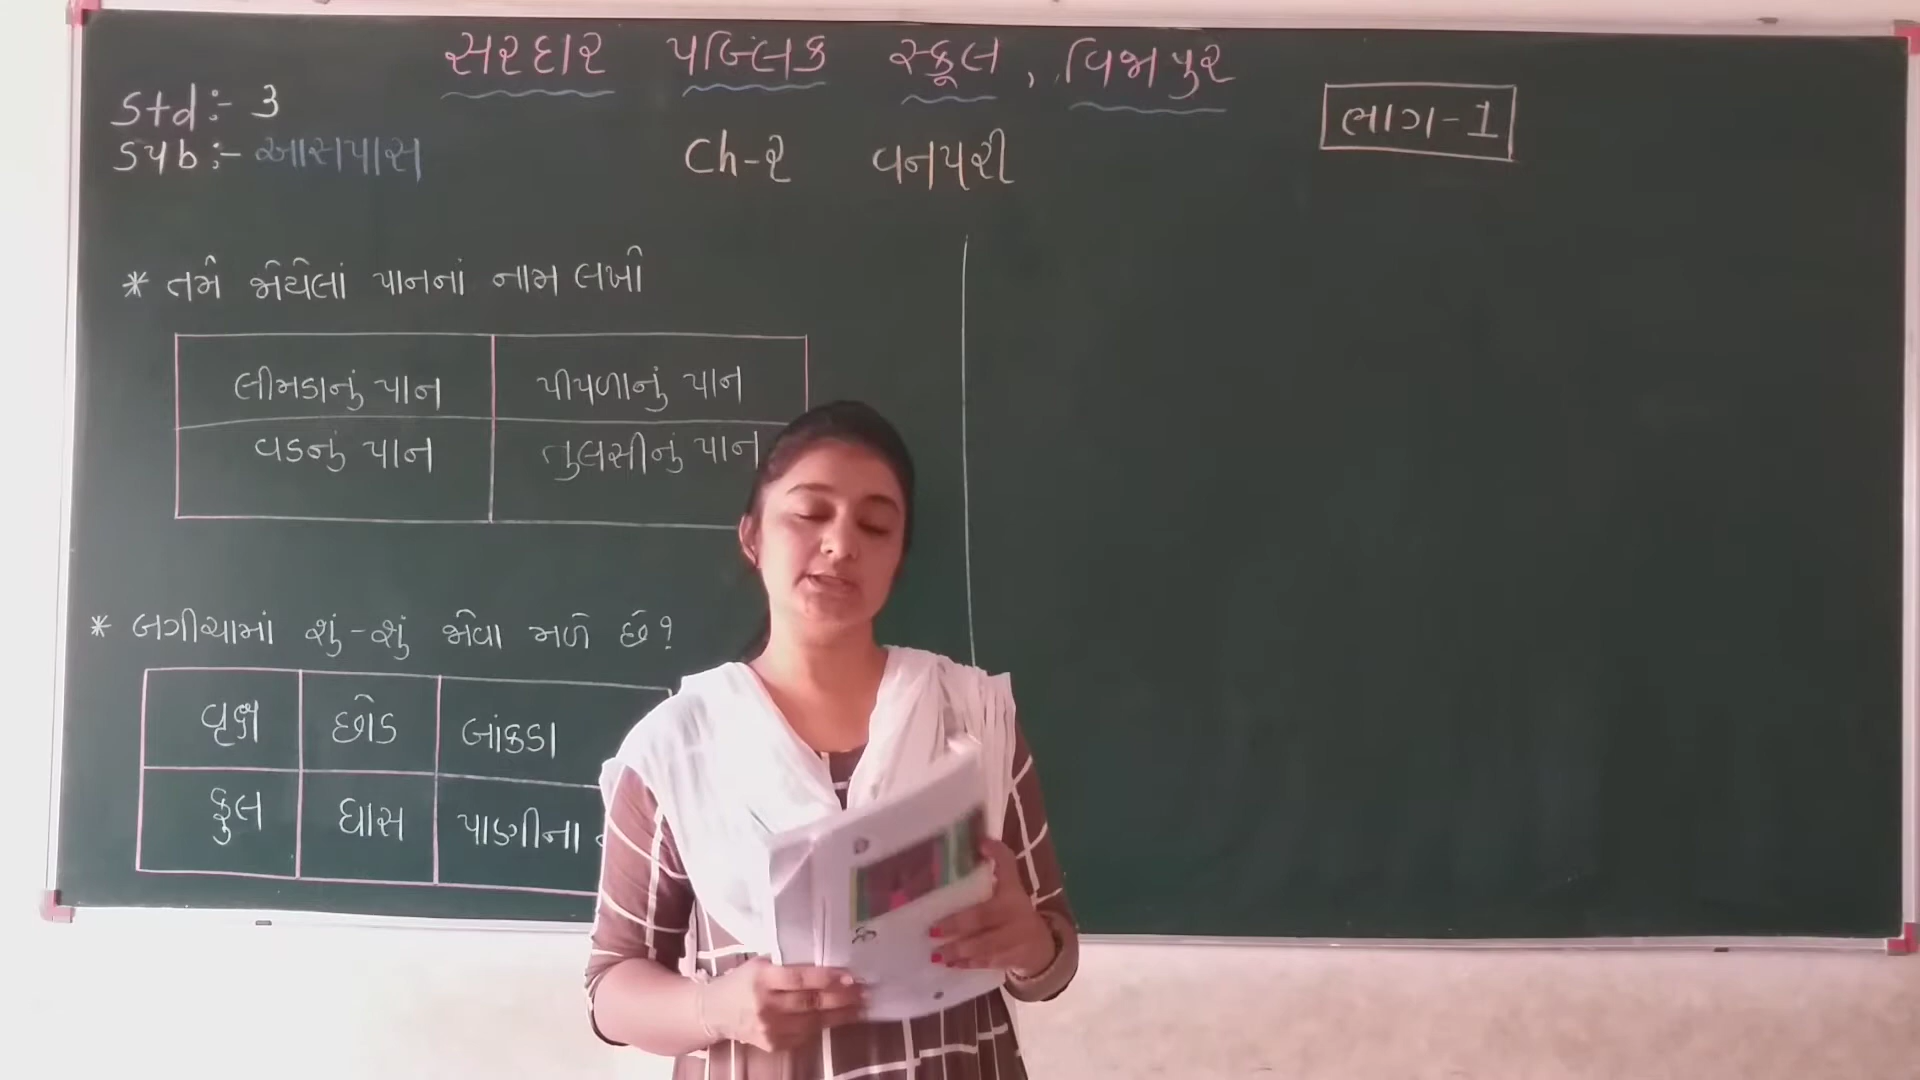 સરદાર પબ્લિક સ્કૂલ, વિજાપુર
Std :- 3
Sub :- આસપાસ
Ch-૨ વનપરી
ભાગ-1
* તમે જોયેલાં પાનનાં નામ લખો
લીમડાનું પાન પીપળાનું પાન
વડનું પાન તુલસીનું પાન
* બગીચામાં શું-શું જોવા મળે છે?
વૃક્ષ છોડ બાંકડા
ફુલ ઘાસ પાણીના